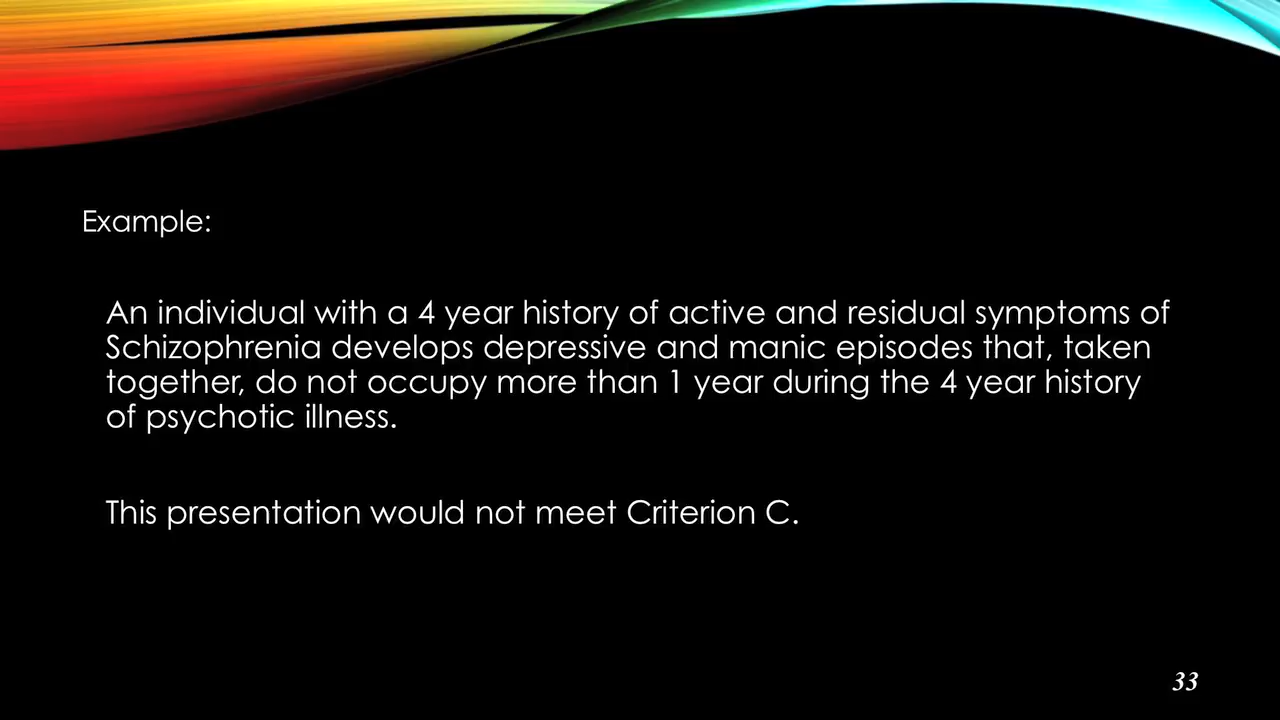 Example:
An individual with a 4 year history of active and residual symptoms of
Schizophrenia develops depressive and manic episodes that, taken
together, do not occupy more than 1 year during the 4 year history
of psychotic illness.
This presentation would not meet Criterion C.
33